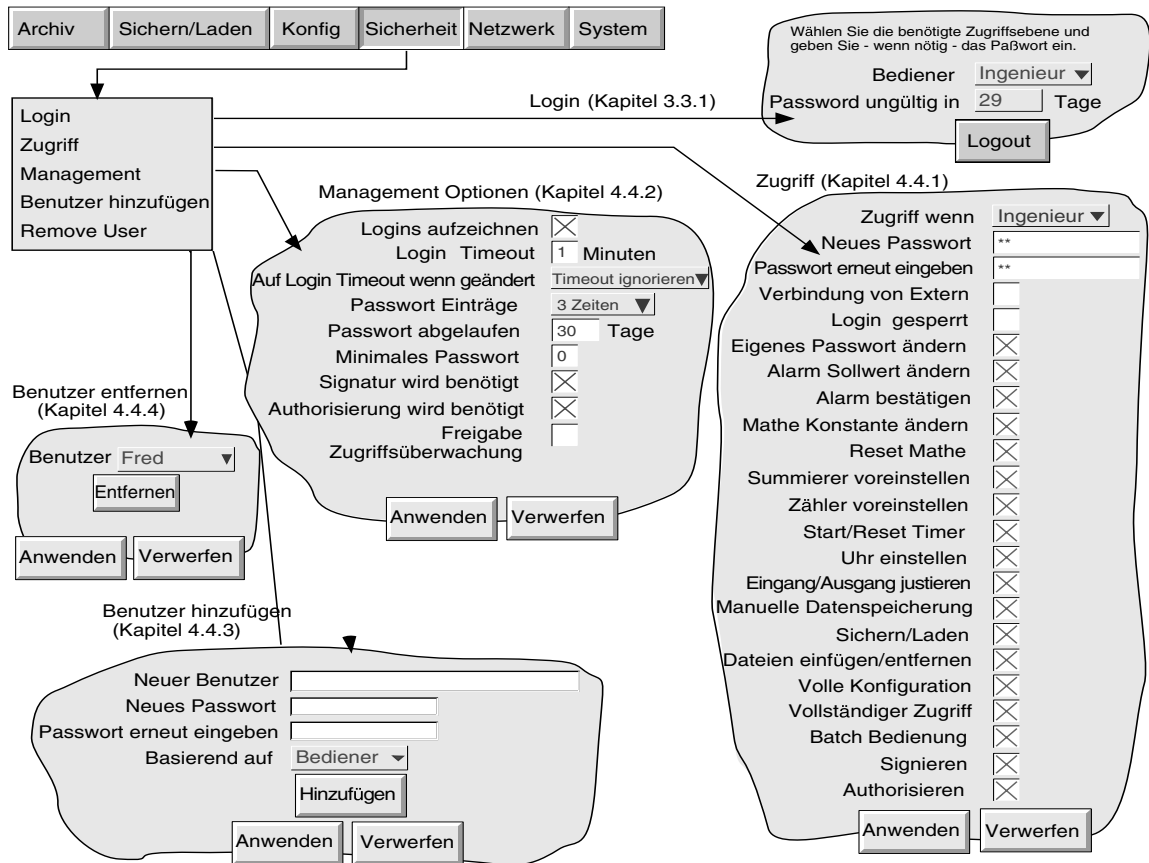 Archiv Sichern/Laden Konfig Sicherheit Netzwerk System
Wählen Sie die benötigte Zugriffsebene und
geben Sie - wenn nötig - das Paßwort ein.
Bediener Ingenieur
Password ungültig in 29 Tage
Logout
Login
Zugriff
Management
Benutzer hinzufügen
Remove User
Login (Kapitel 3.3.1)
Management Optionen (Kapitel 4.4.2)
Logins aufzeichnen
Login Timeout 1 Minuten
Auf Login Timeout wenn geändert Timeout ignorieren
Passwort Einträge 3 Zeiten
Passwort abgelaufen 30 Tage
Minimales Passwort 0
Signatur wird benötigt
Authorisierung wird benötigt
Freigabe
Zugriffsüberwachung
Anwenden Verwerfen
Zugriff (Kapitel 4.4.1)
Zugriff wenn Ingenieur
Neues Passwort **
Passwort erneut eingeben **
Verbindung von Extern
Login gesperrt
Eigenes Passwort ändern
Alarm Sollwert ändern
Alarm bestätigen
Mathe Konstante ändern
Reset Mathe
Summierer voreinstellen
Zähler voreinstellen
Start/Reset Timer
Uhr einstellen
Eingang/Ausgang justieren
Manuelle Datenspeicherung
Sichern/Laden
Dateien einfügen/entfernen
Volle Konfiguration
Vollständiger Zugriff
Batch Bedienung
Signieren
Authorisieren
Anwenden Verwerfen
Benutzer entfernen
(Kapitel 4.4.4)
Benutzer Fred
Entfernen
Anwenden Verwerfen
Benutzer hinzufügen
(Kapitel 4.4.3)
Neuer Benutzer
Neues Passwort
Passwort erneut eingeben
Basierend auf Bediener
Hinzufügen
Anwenden Verwerfen